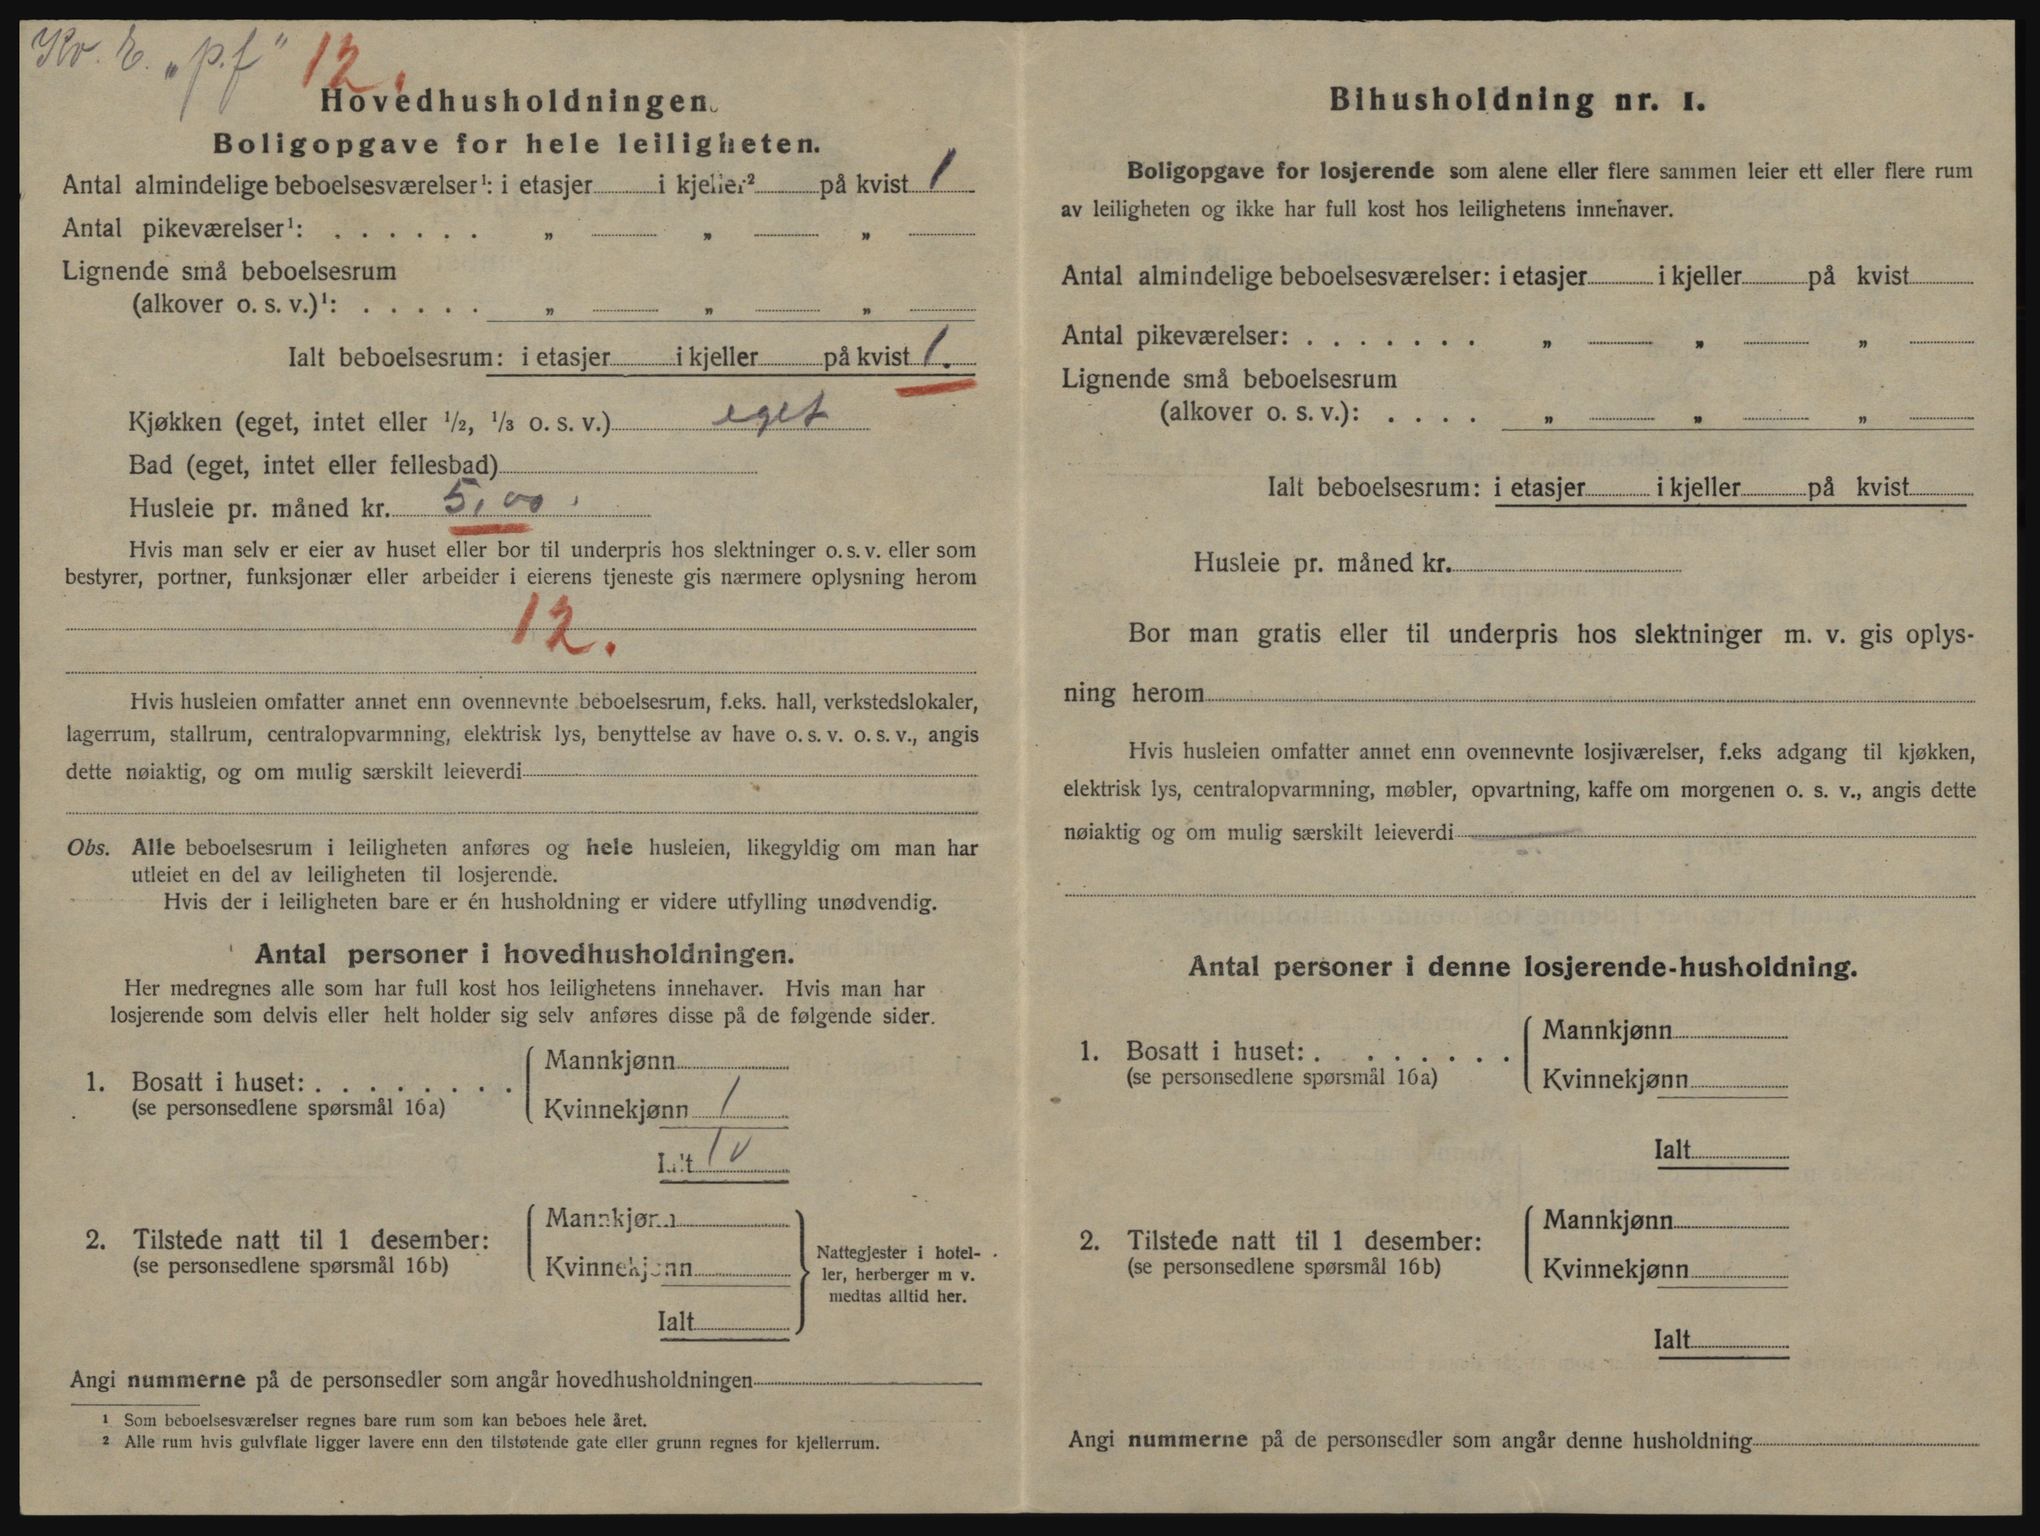 Kv. E. „p.f“ 12.
Hovedhusholdningen.
Boligopgave for hele leiligheten.
Antal almindelige beboelsesværelser¹: i etasjer i kjeller² på kvist 1
Antal pikeværelser¹: . . . . . . „ „ „
Lignende små beboelsesrum
(alkover o. s. v.)¹: . . . . . „ „ „
Ialt beboelsesrum: i etasjer i kjeller på kvist 1.
Kjøkken (eget, intet eller 1/2, 1/3 o. s. v.) eget
Bad (eget, intet eller fellesbad)
Husleie pr. måned kr. 5,00
Hvis man selv er eier av huset eller bor til underpris hos slektninger o. s. v. eller som
bestyrer, portner, funksjonær eller arbeider i eierens tjeneste gis nærmere oplysning herom
12.
Hvis husleien omfatter annet enn ovennevnte beboelsesrum, f.eks. hall, verkstedslokaler,
lagerrum, stallrum, centralopvarmning, elektrisk lys, benyttelse av have o. s. v. o. s. v., angis
dette nøiaktig, og om mulig særskilt leieverdi
Obs. Alle beboelsesrum i leiligheten anføres og hele husleien, likegyldig om man har
utleiet en del av leiligheten til losjerende.
Hvis der i leiligheten bare er én husholdning er videre utfylling unødvendig.
Antal personer i hovedhusholdningen.
Her medregnes alle som har full kost hos leilighetens innehaver. Hvis man har
losjerende som delvis eller helt holder sig selv anføres disse på de følgende sider.
Mannkjønn
1. Bosatt i huset: . . . . . . . .
(se personsedlene spørsmål 16a)
Kvinnekjønn 1
Ialt 1 v
Mannkjønn
2. Tilstede natt til 1 desember:
(se personsedlene spørsmål 16b)
Kvinnekjønn
Ialt
Nattegjester i hotel-
ler, herberger m v.
medtas alltid her.
Angi nummerne på de personsedler som angår hovedhusholdningen
¹ Som beboelsesværelser regnes bare rum som kan beboes hele året.
² Alle rum hvis gulvflate ligger lavere enn den tilstøtende gate eller grunn regnes for kjellerrum.
Bihusholdning nr. 1.
Boligopgave for losjerende som alene eller flere sammen leier ett eller flere rum
av leiligheten og ikke har full kost hos leilighetens innehaver.
Antal almindelige beboelsesværelser: i etasjer i kjeller på kvist
Antal pikeværelser: . . . . . . . „ „ „
Lignende små beboelsesrum
(alkover o. s. v.): . . . . „ „ „
Ialt beboelsesrum: i etasjer i kjeller på kvist
Husleie pr. måned kr.
Bor man gratis eller til underpris hos slektninger m. v. gis oplys-
ning herom
Hvis husleien omfatter annet enn ovennevnte losjiværelser, f.eks adgang til kjøkken,
elektrisk lys, centralopvarmning, møbler, opvartning, kaffe om morgenen o. s. v., angis dette
nøiaktig og om mulig særskilt leieverdi
Antal personer i denne losjerende-husholdning.
Mannkjønn
1. Bosatt i huset: . . . . . . . .
(se personsedlene spørsmål 16a)
Kvinnekjønn
Ialt
Mannkjønn
2. Tilstede natt til 1 desember:
(se personsedlene spørsmål 16b)
Kvinnekjønn
Ialt
Angi nummerne på de personsedler som angår denne husholdning